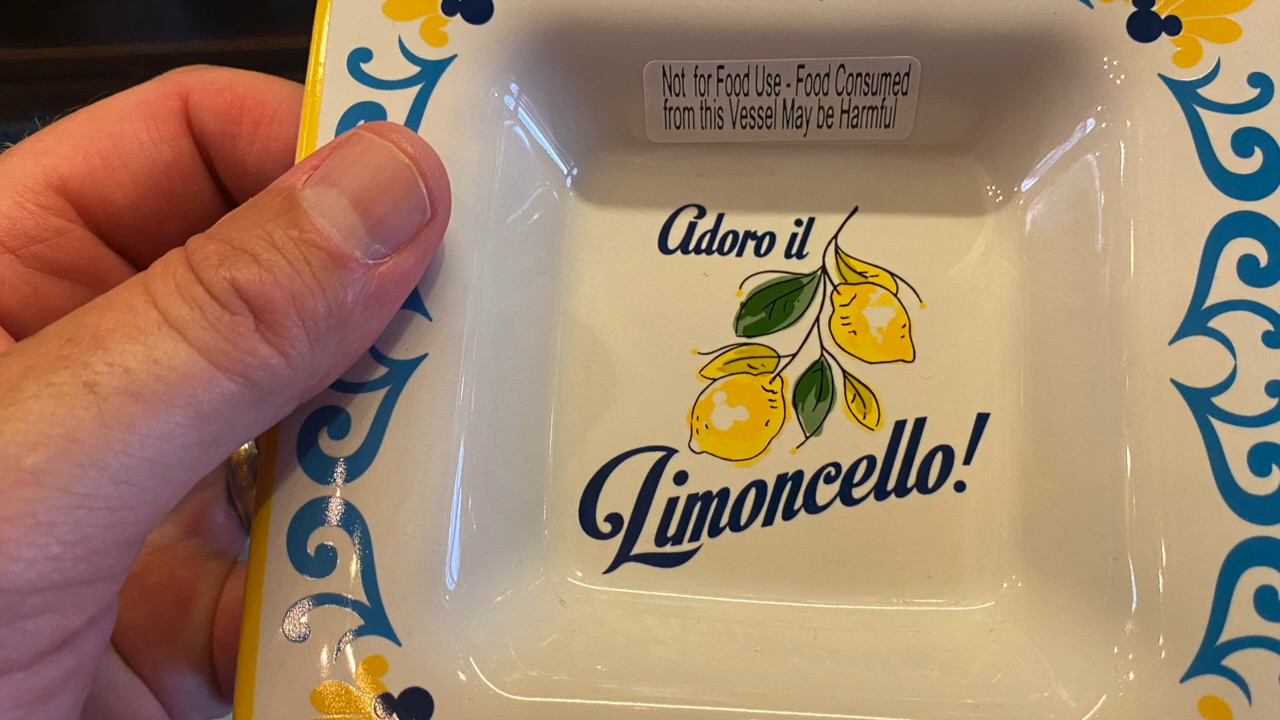 Not for Food Use - Food Consumed
from this Vessel May be Harmful
Adoro il
Limoncello!